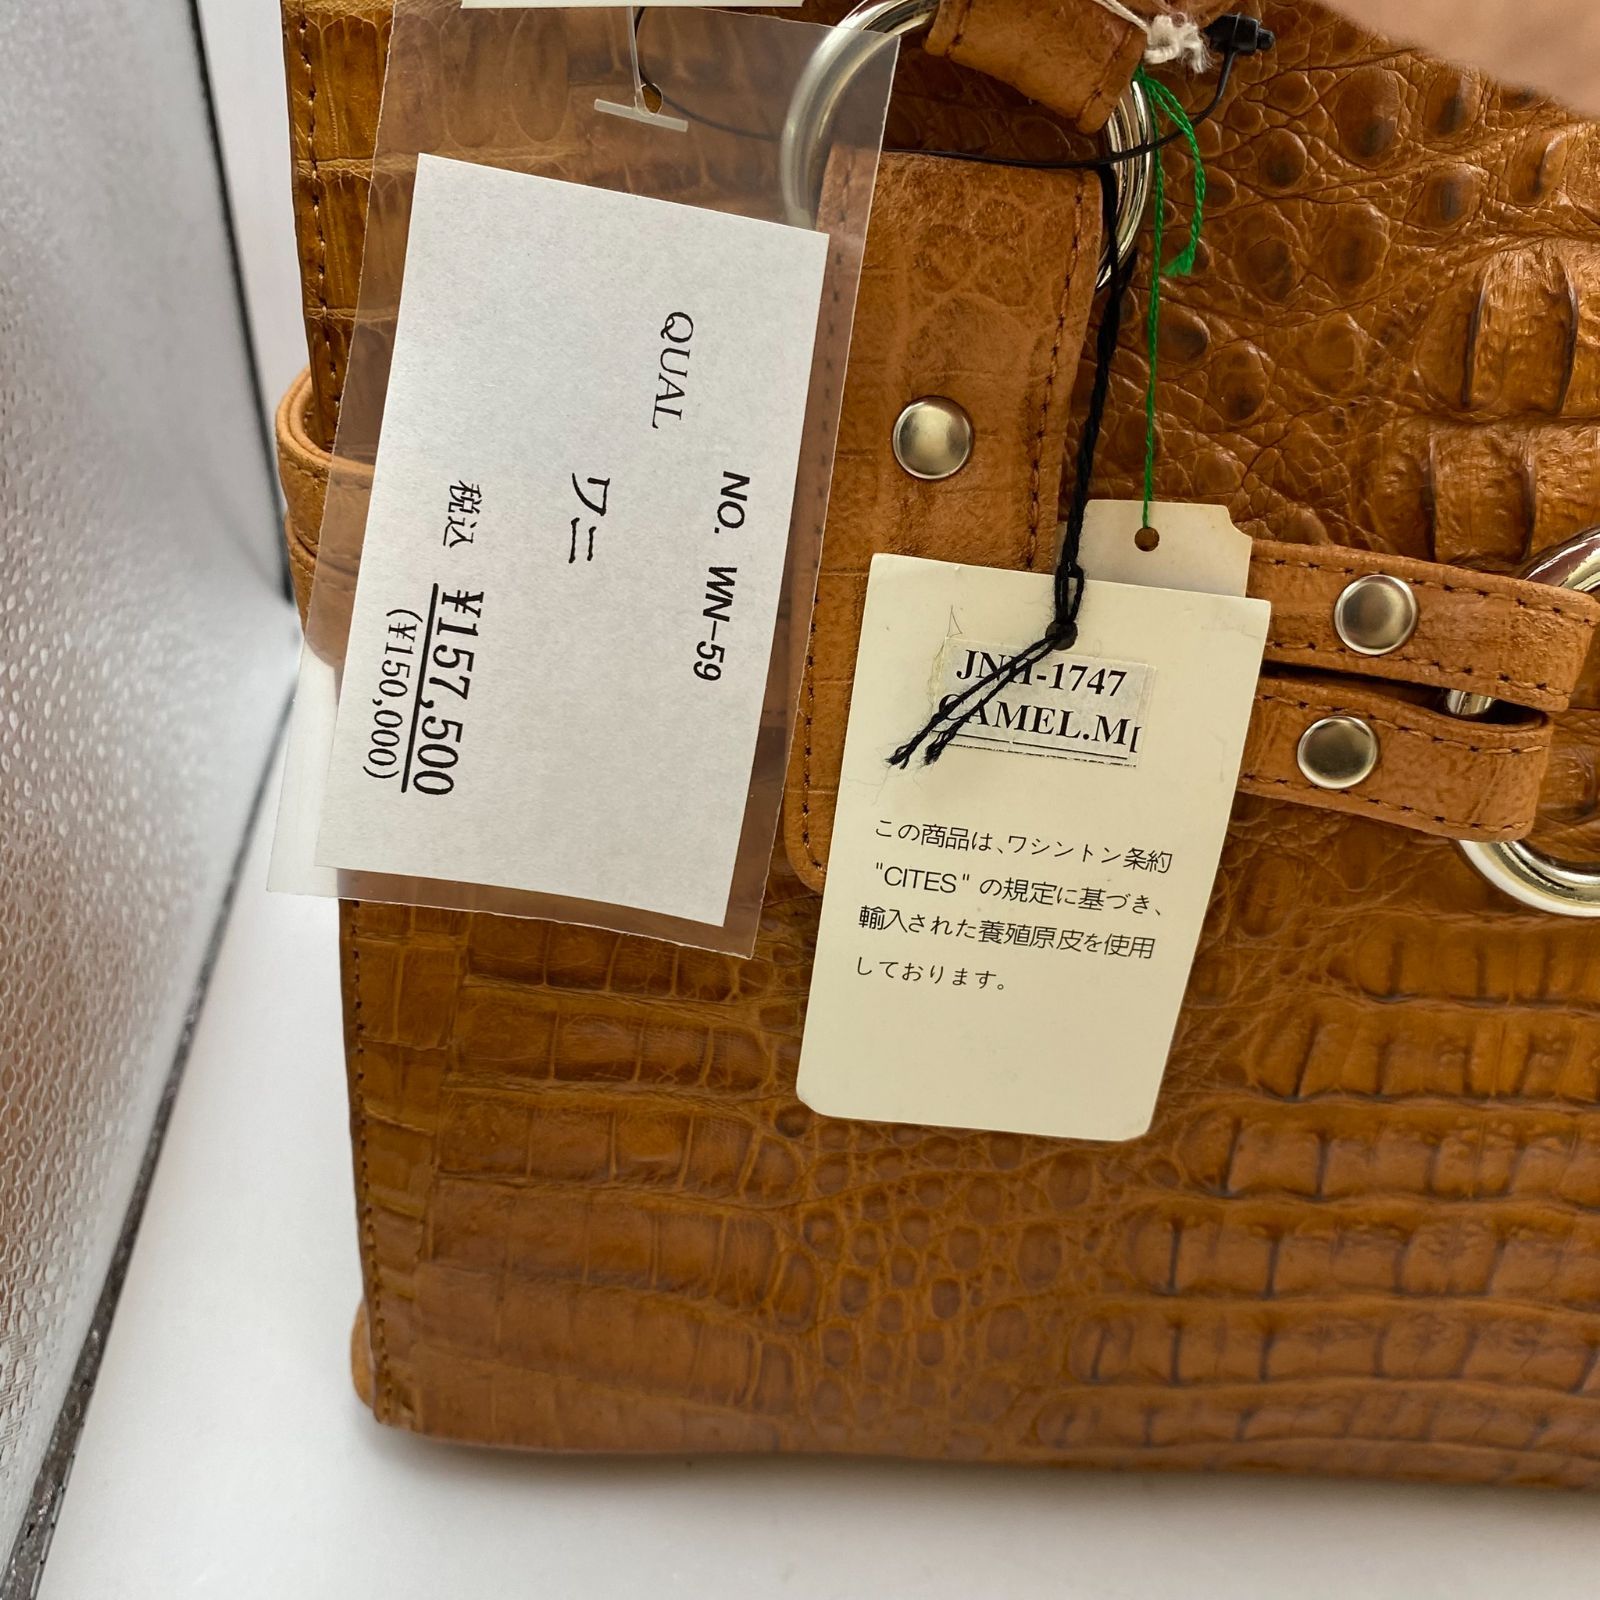 NO. WN-59
QUAL
ワニ
税込 ¥157,500
(¥150,000)
JNH-1747
CAMEL.M[
この商品は、ワシントン条約
"CITES" の規定に基づき、
輸入された養殖原皮を使用
しております。